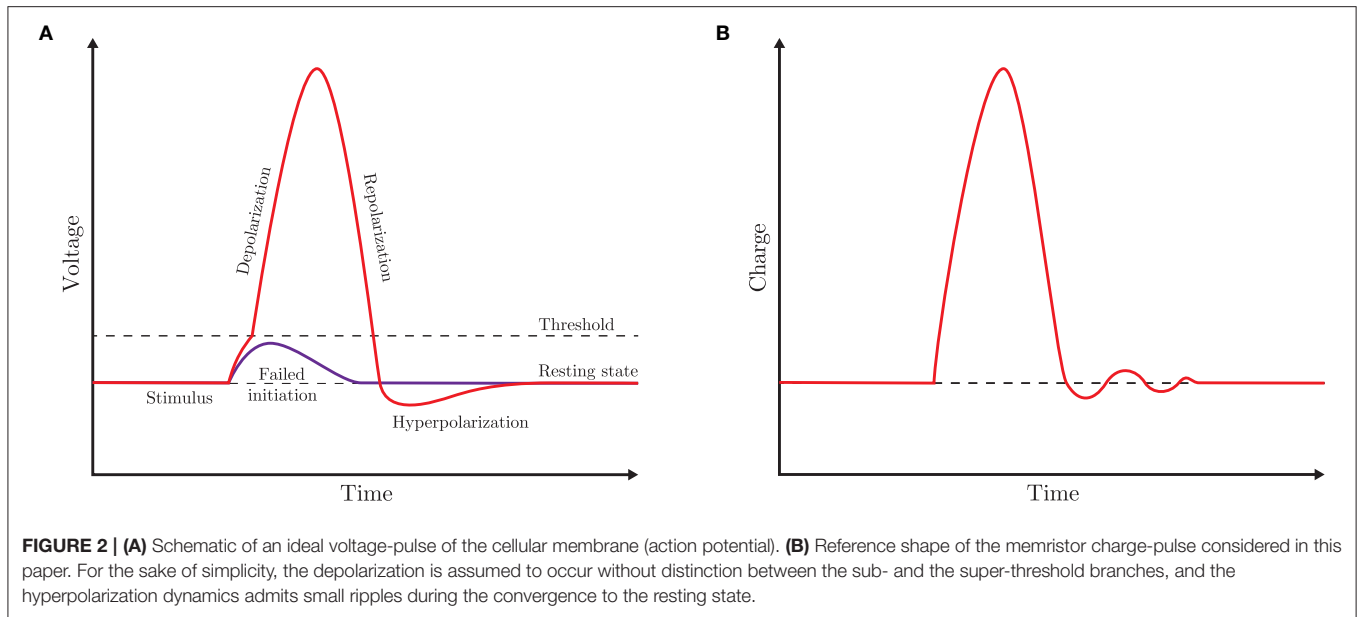 A
Voltage
Depolarization
Repolarization
Threshold
Resting state
Failed
initiation
Stimulus
Hyperpolarization
Time
B
Charge
Time
FIGURE 2 | (A) Schematic of an ideal voltage-pulse of the cellular membrane (action potential). (B) Reference shape of the memristor charge-pulse considered in this
paper. For the sake of simplicity, the depolarization is assumed to occur without distinction between the sub- and the super-threshold branches, and the
hyperpolarization dynamics admits small ripples during the convergence to the resting state.